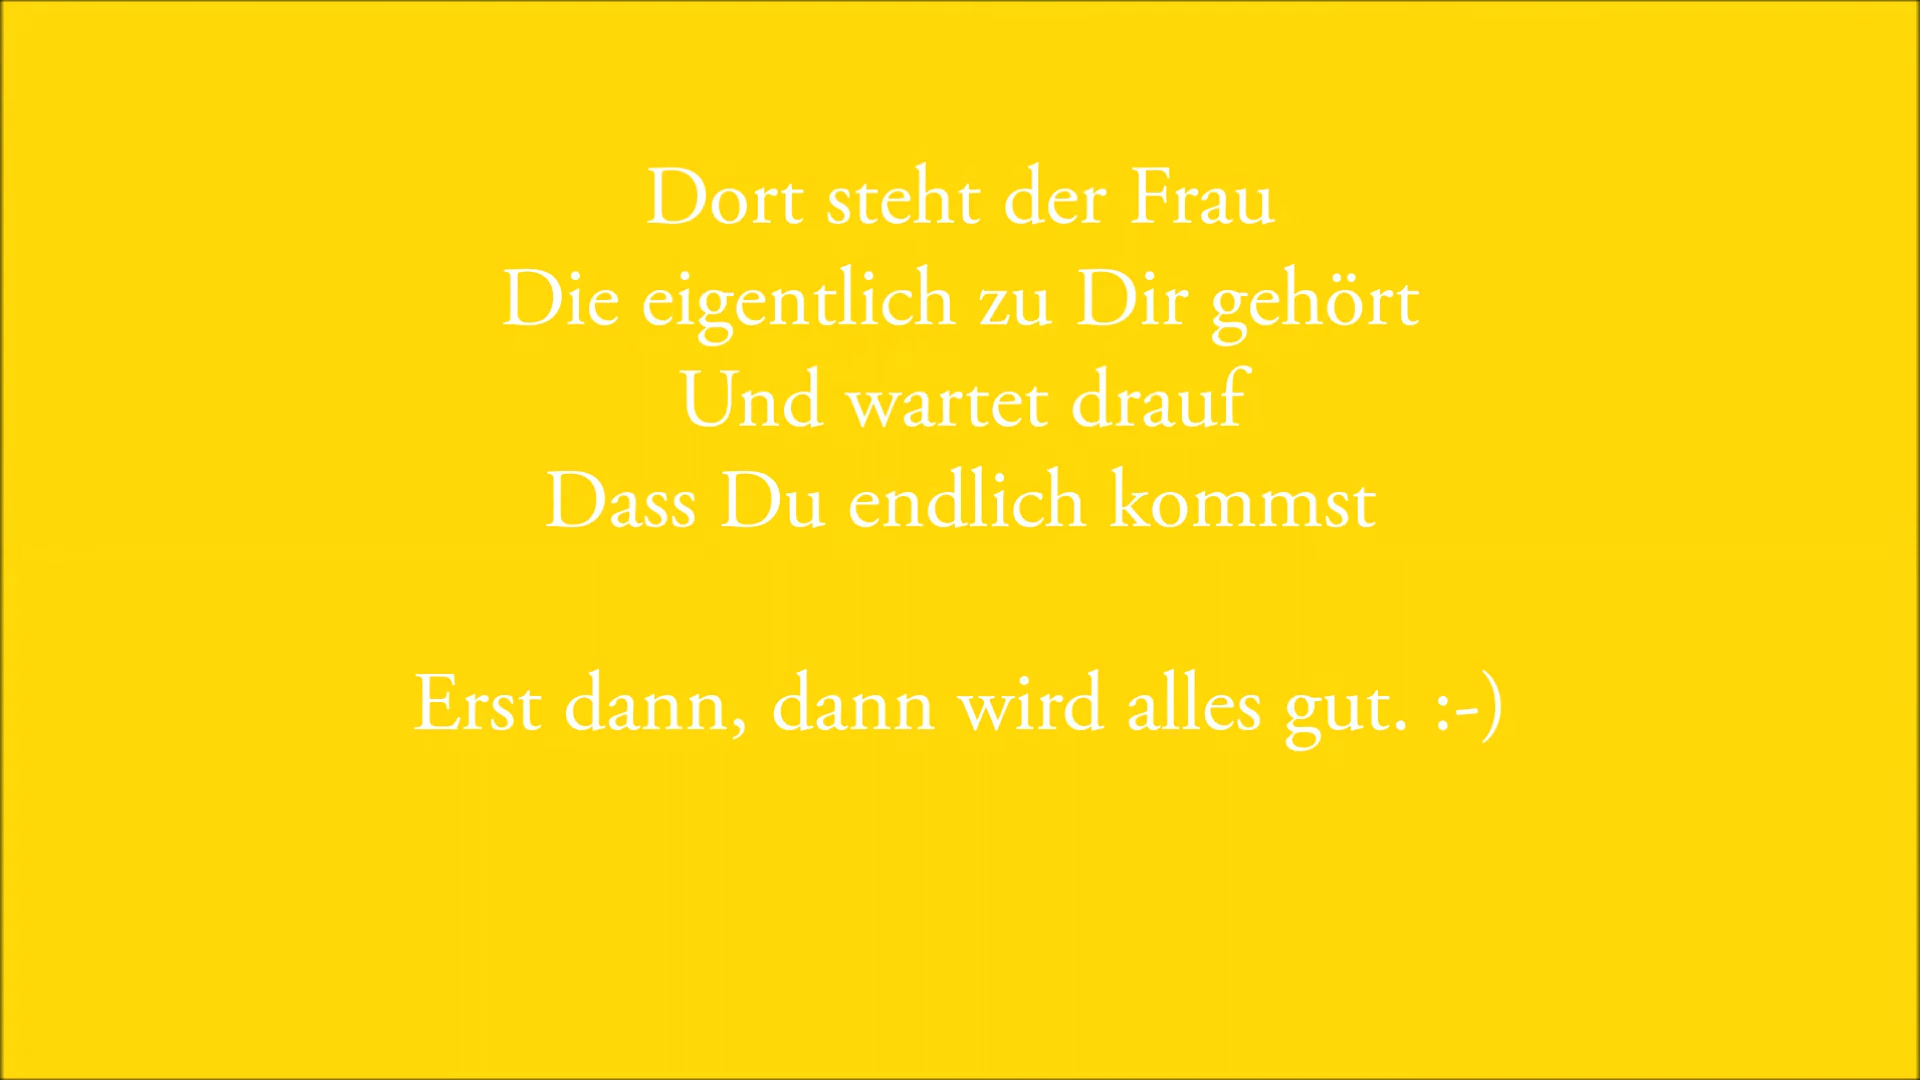 Dort steht der Frau
Die eigentlich zu Dir gehört
Und wartet drauf
Dass Du endlich kommst
Erst dann, dann wird alles gut. :-)